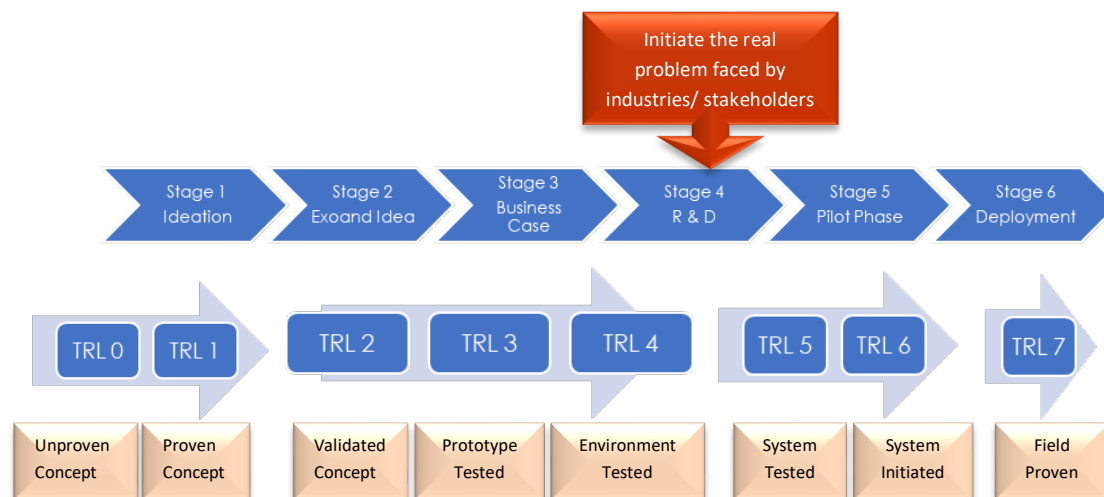 Initiate the real
problem faced by
industries/ stakeholders
Stage 1
Ideation
Stage 2
Exoand Idea
Stage 3
Business
Case
Stage 4
R & D
Stage 5
Pilot Phase
Stage 6
Deployment
TRL 0
TRL 1
TRL 2
TRL 3
TRL 4
TRL 5
TRL 6
TRL 7
Unproven
Concept
Proven
Concept
Validated
Concept
Prototype
Tested
Environment
Tested
System
Tested
System
Initiated
Field
Proven